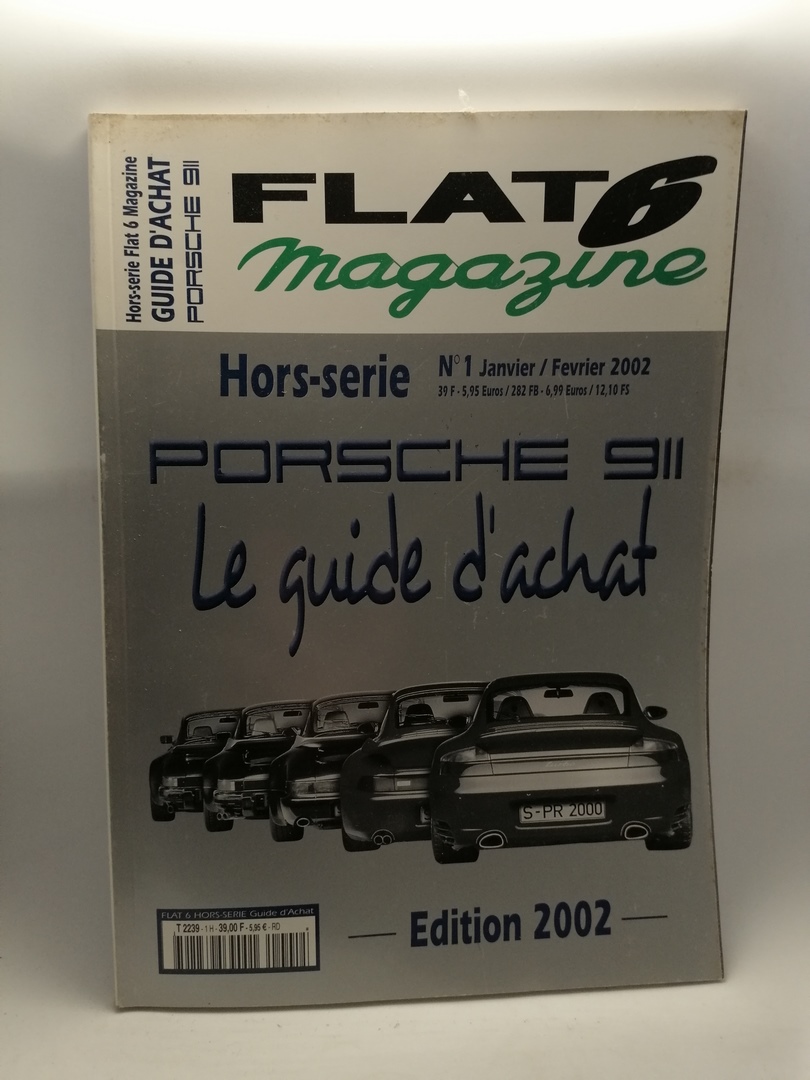 Hors-serie Flat 6 Magazine
GUIDE D'ACHAT
PORSCHE 911
FLAT 6
magazine
Hors-serie
N° 1 Janvier / Fevrier 2002
39 F - 5,95 Euros / 282 FB - 6,99 Euros / 12,10 FS
PORSCHE 911
Le guide d'achat
S-PR 2000
FLAT 6 HORS-SERIE Guide d'Achat
T 2239 - 1 H - 39,00 F - 5,95 € - RD
Edition 2002